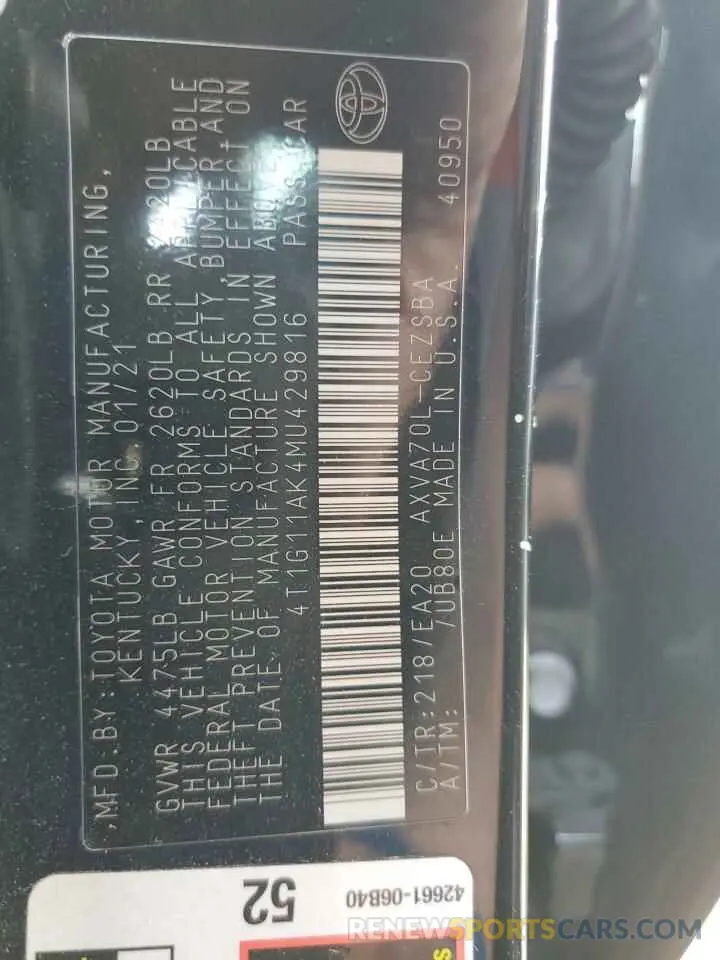 MFD.BY:TOYOTA MOTOR MANUFACTURING,
KENTUCKY, INC. 01/21
GVWR 4475LB GAWR FR 2620LB RR
THIS VEHICLE CONFORMS TO ALL APPLICABLE
FEDERAL MOTOR VEHICLE SAFETY BUMPER,AND
THEFT PREVENTION STANDARDS IN EFFECT ON
THE DATE OF MANUFACTURE SHOWN ABOVE.
4T1G11AK4MU429816 PASS.CAR
C/TR:218/EA20 AXVA70L-CEZSBA
A/TM: /UB80E MADE IN U.S.A. 40950
52
42661-06B40
RENEWSPORTSCARS.COM